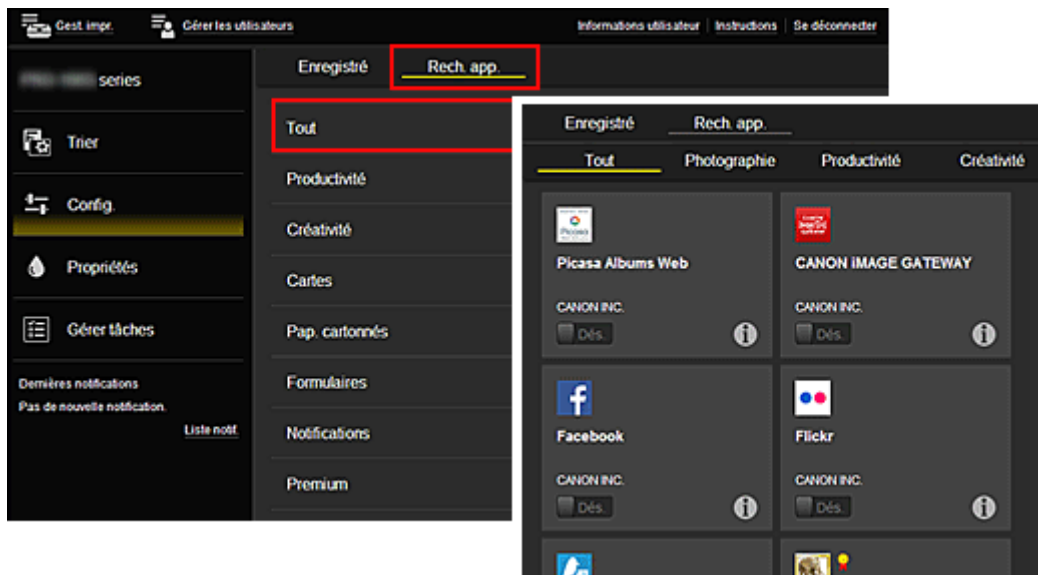 Gest. impr.
Gérer les utilisateurs
Informations utilisateur
Instructions
Se déconnecter
series
Trier
Config.
Propriétés
Gérer tâches
Dernières notifications
Pas de nouvelle notification.
Liste notif.
Enregistré
Rech. app.
Tout
Productivité
Créativité
Cartes
Pap. cartonnés
Formulaires
Notifications
Premium
Enregistré
Rech. app.
Tout
Photographie
Productivité
Créativité
Picasa
Picasa Albums Web
CANON INC.
Dés.
CANON iMAGE GATEWAY
CANON INC.
Dés.
Facebook
CANON INC.
Dés.
Flickr
CANON INC.
Dés.